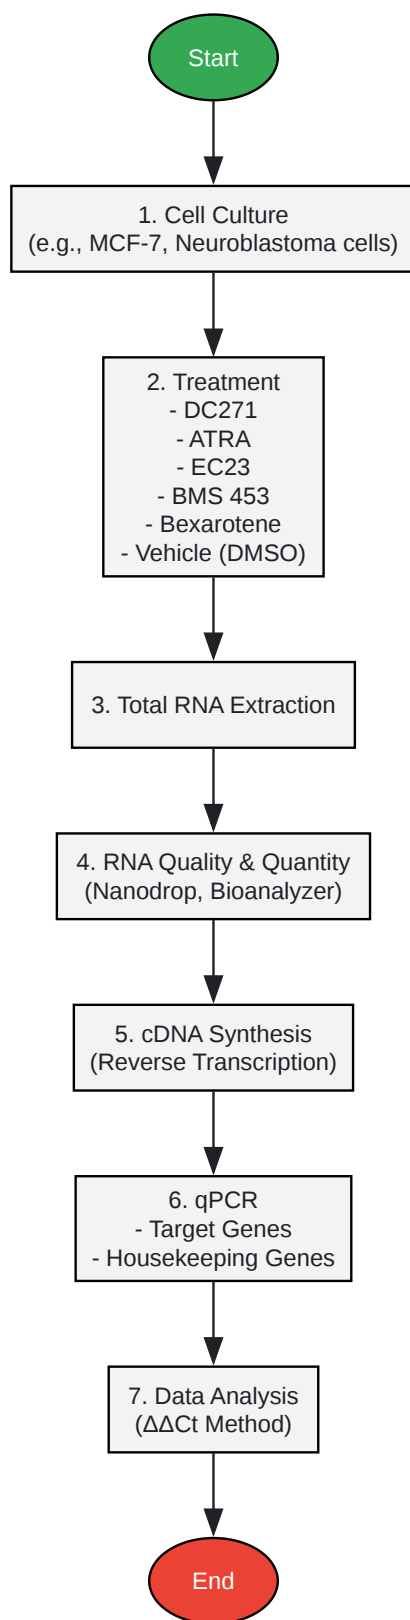 Start
1. Cell Culture
(e.g., MCF-7, Neuroblastoma cells)
2. Treatment
- DC271
- ATRA
- EC23
- BMS 453
- Bexarotene
- Vehicle (DMSO)
3. Total RNA Extraction
4. RNA Quality & Quantity
(Nanodrop, Bioanalyzer)
5. cDNA Synthesis
(Reverse Transcription)
6. qPCR
- Target Genes
- Housekeeping Genes
7. Data Analysis
(ΔΔCt Method)
End